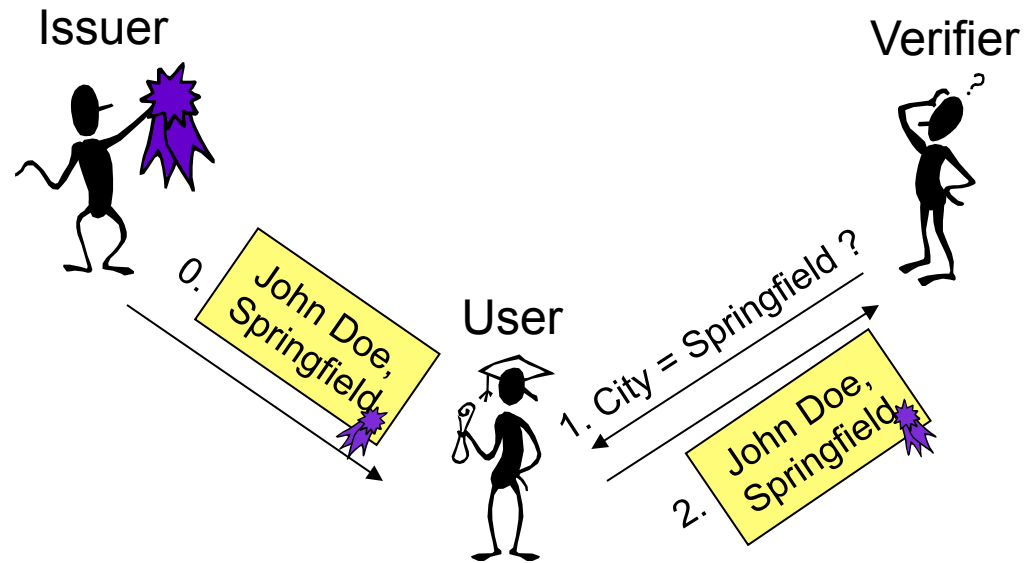 Issuer
Verifier
?
0.
John Doe,
Springfield
User
1. City = Springfield ?
2.
John Doe,
Springfield